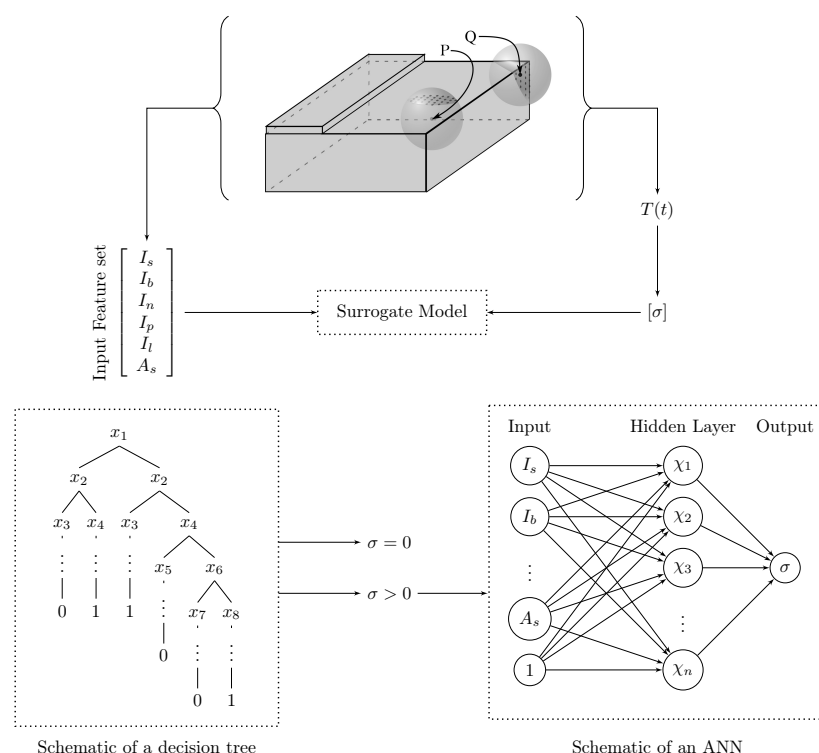 Q
P
T(t)
Input Feature set
I_s
I_b
I_n
I_p
I_l
A_s
Surrogate Model
[σ]
x_1
x_2 x_2
x_3 x_4 x_3 x_4
x_5 x_6
0 1 1
x_7 x_8
0
0 1
Schematic of a decision tree
σ = 0
σ > 0
Input Hidden Layer Output
I_s χ_1
I_b χ_2
χ_3 σ
A_s
1 χ_n
Schematic of an ANN